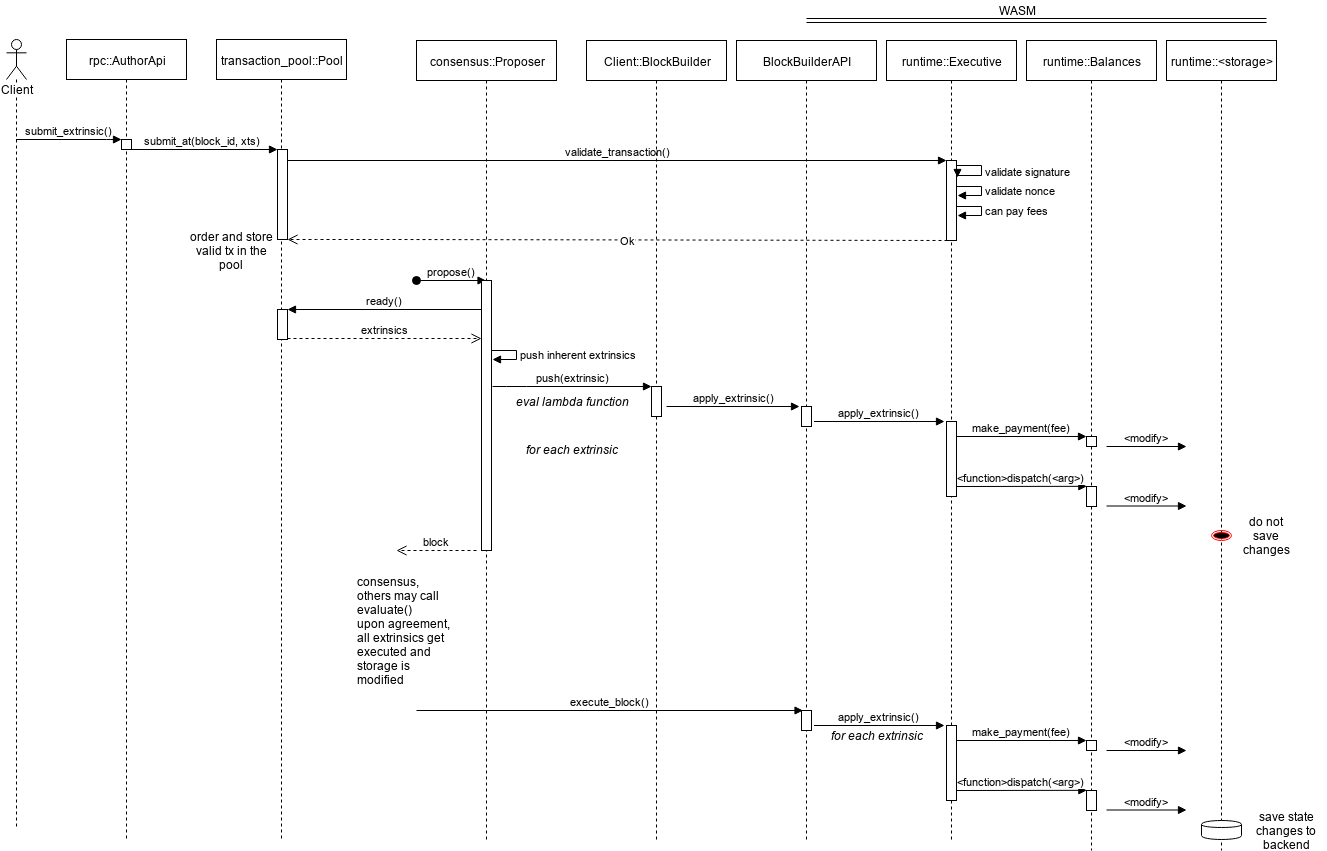 WASM
Client
rpc::AuthorApi
transaction_pool::Pool
consensus::Proposer
Client::BlockBuilder
BlockBuilderAPI
runtime::Executive
runtime::Balances
runtime::<storage>
submit_extrinsic()
submit_at(block_id, xts)
validate_transaction()
validate signature
validate nonce
can pay fees
Ok
order and store
valid tx in the
pool
propose()
ready()
extrinsics
push inherent extrinsics
push(extrinsic)
eval lambda function
apply_extrinsic()
apply_extrinsic()
for each extrinsic
make_payment(fee)
<modify>
<function>dispatch(<arg>)
<modify>
do not
save
changes
block
consensus,
others may call
evaluate()
upon agreement,
all extrinsics get
executed and
storage is
modified
execute_block()
apply_extrinsic()
for each extrinsic
make_payment(fee)
<modify>
<function>dispatch(<arg>)
<modify>
save state
changes to
backend